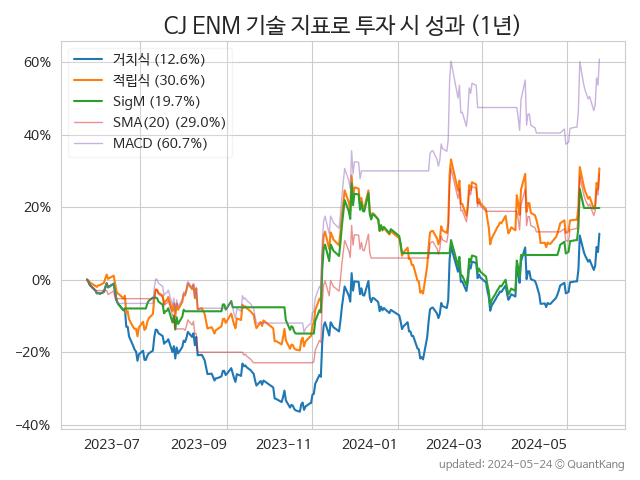 CJ ENM 기술 지표로 투자 시 성과 (1년)
거치식 (12.6%)
적립식 (30.6%)
SigM (19.7%)
SMA(20) (29.0%)
MACD (60.7%)
60%
40%
20%
0%
−20%
−40%
2023-07 2023-09 2023-11 2024-01 2024-03 2024-05
updated: 2024-05-24 © QuantKang